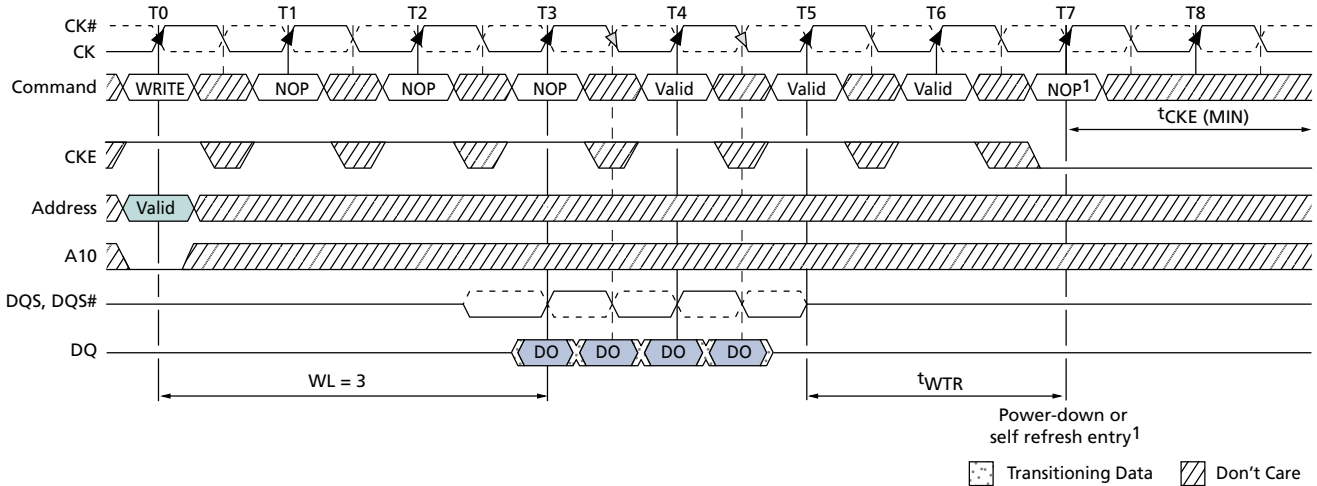 T0 T1 T2 T3 T4 T5 T6 T7 T8
CK#
CK
Command WRITE NOP NOP NOP Valid Valid Valid NOP1
tCKE (MIN)
CKE
Address Valid
A10
DQS, DQS#
DQ DO DO DO DO
WL = 3 tWTR
Power-down or
self refresh entry1
Transitioning Data Don't Care